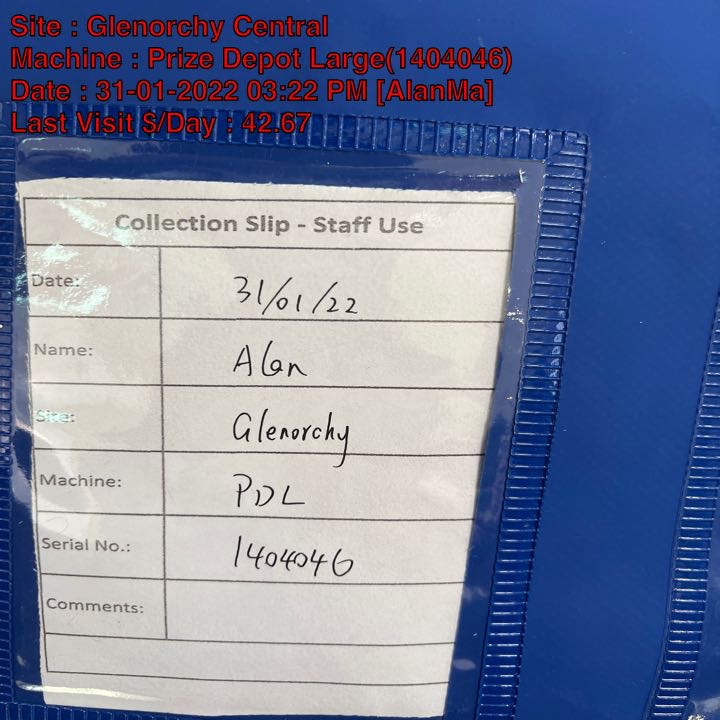 Site : Glenorchy Central
Machine : Prize Depot Large(1404046)
Date : 31-01-2022 03:22 PM [AlanMa]
Last Visit $/Day : 42.67
Collection Slip - Staff Use
Date: 31/01/22
Name: Alan
Site: Glenorchy
Machine: PDL
Serial No.: 1404046
Comments: